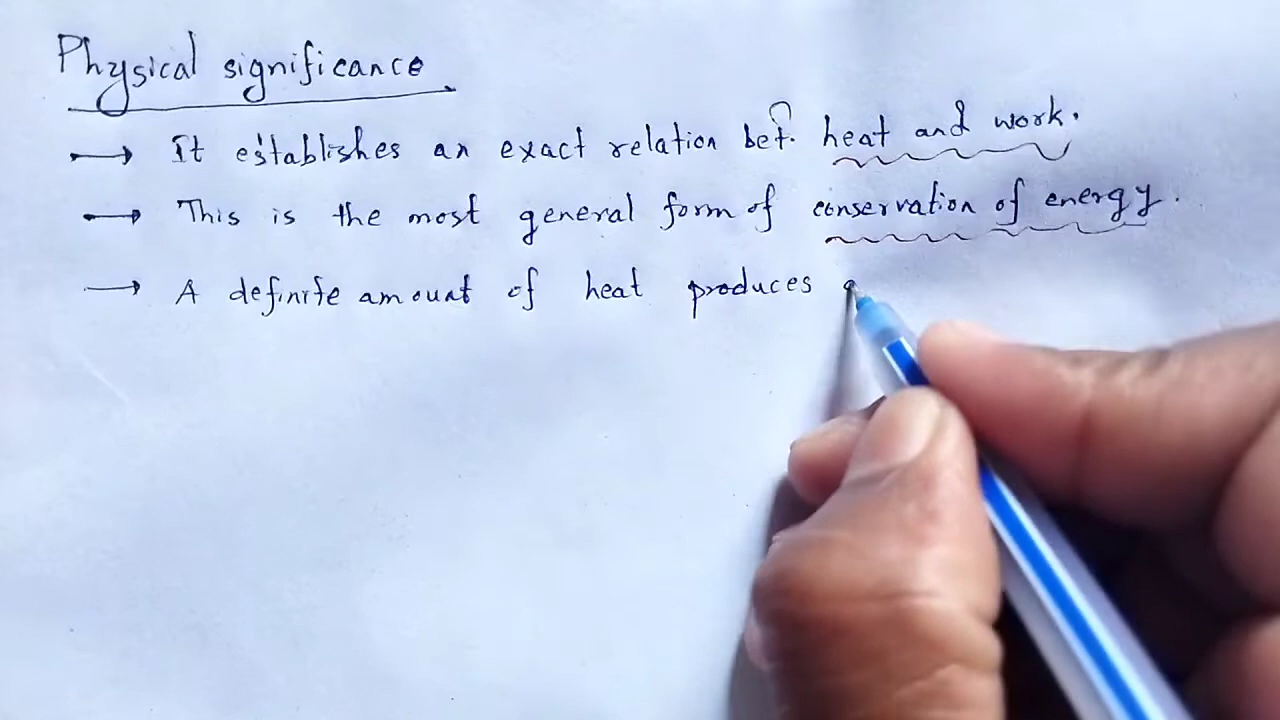 Physical significance
→ It establishes an exact relation bet. heat and work.
→ This is the most general form of conservation of energy.
→ A definite amount of heat produces a